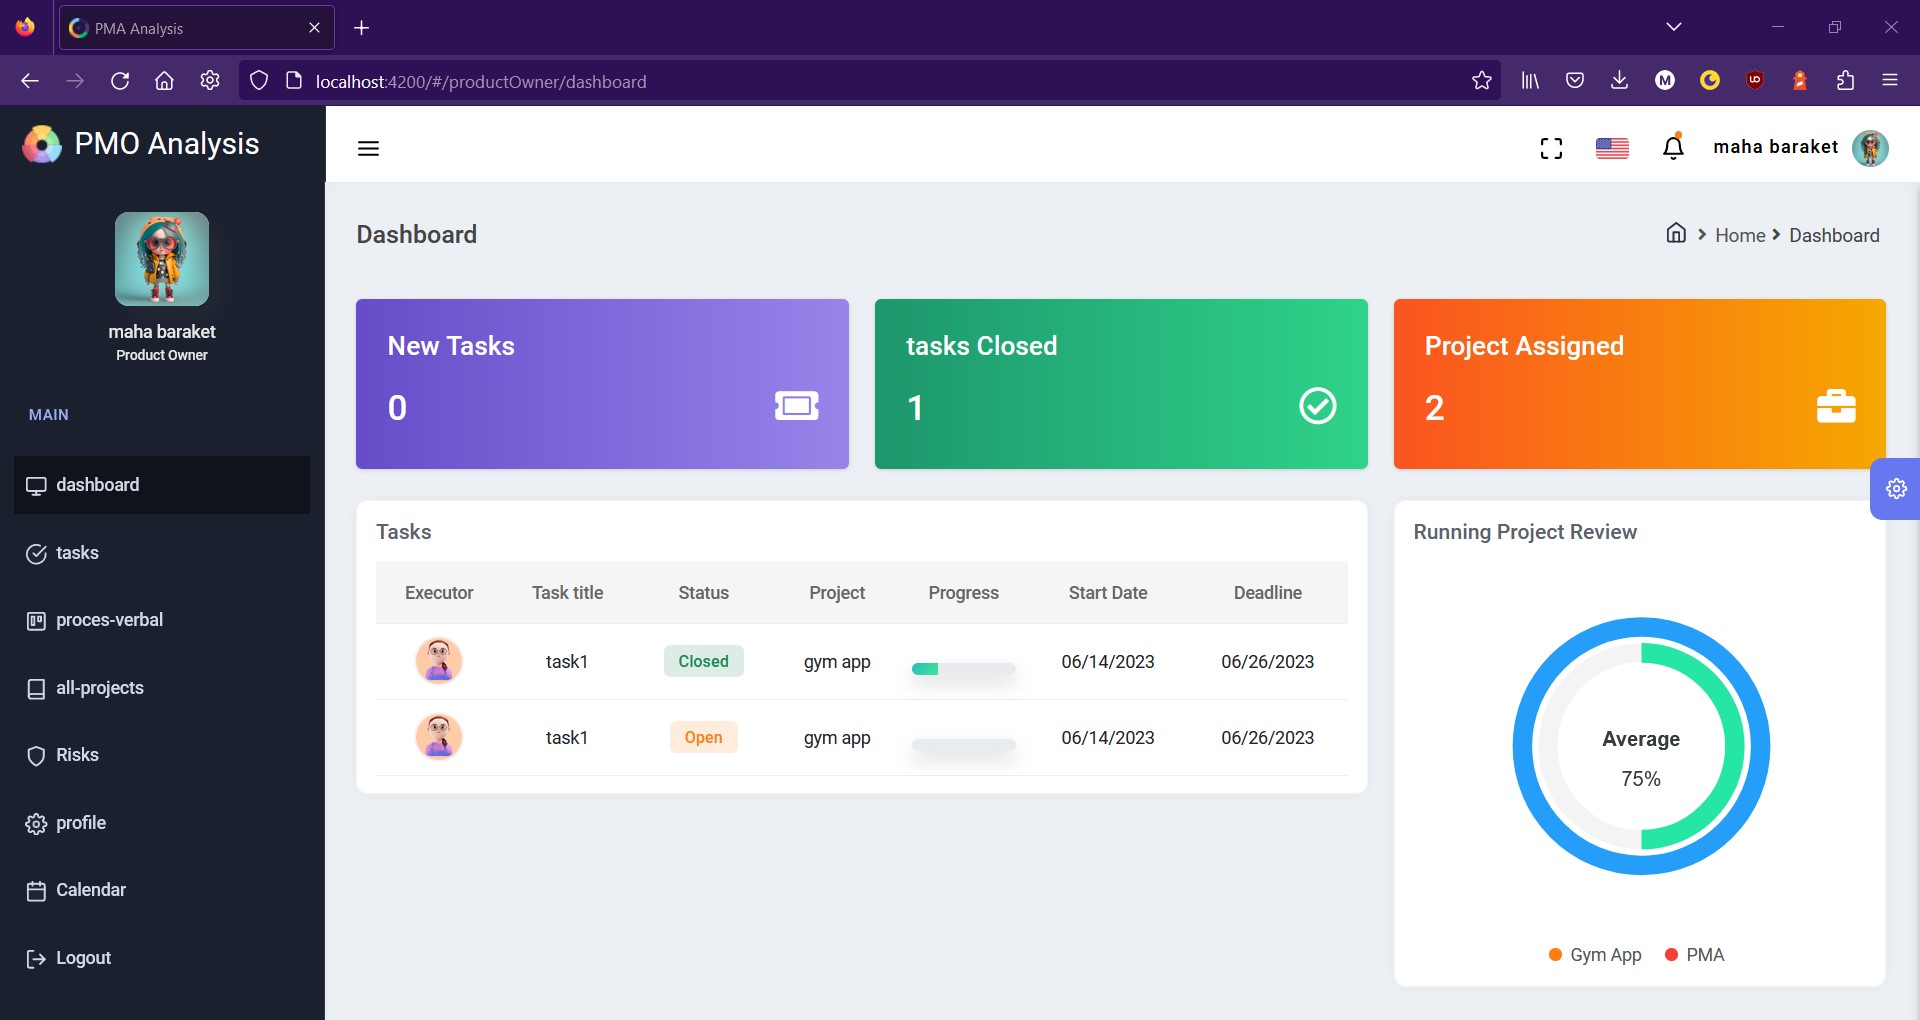 PMA Analysis
localhost:4200/#/productOwner/dashboard
PMO Analysis
maha baraket
maha baraket
Product Owner
MAIN
dashboard
tasks
proces-verbal
all-projects
Risks
profile
Calendar
Logout
Dashboard
Home Dashboard
New Tasks
0
tasks Closed
1
Project Assigned
2
Tasks
Executor Task title Status Project Progress Start Date Deadline
task1 Closed gym app 06/14/2023 06/26/2023
task1 Open gym app 06/14/2023 06/26/2023
Running Project Review
Average
75%
Gym App PMA